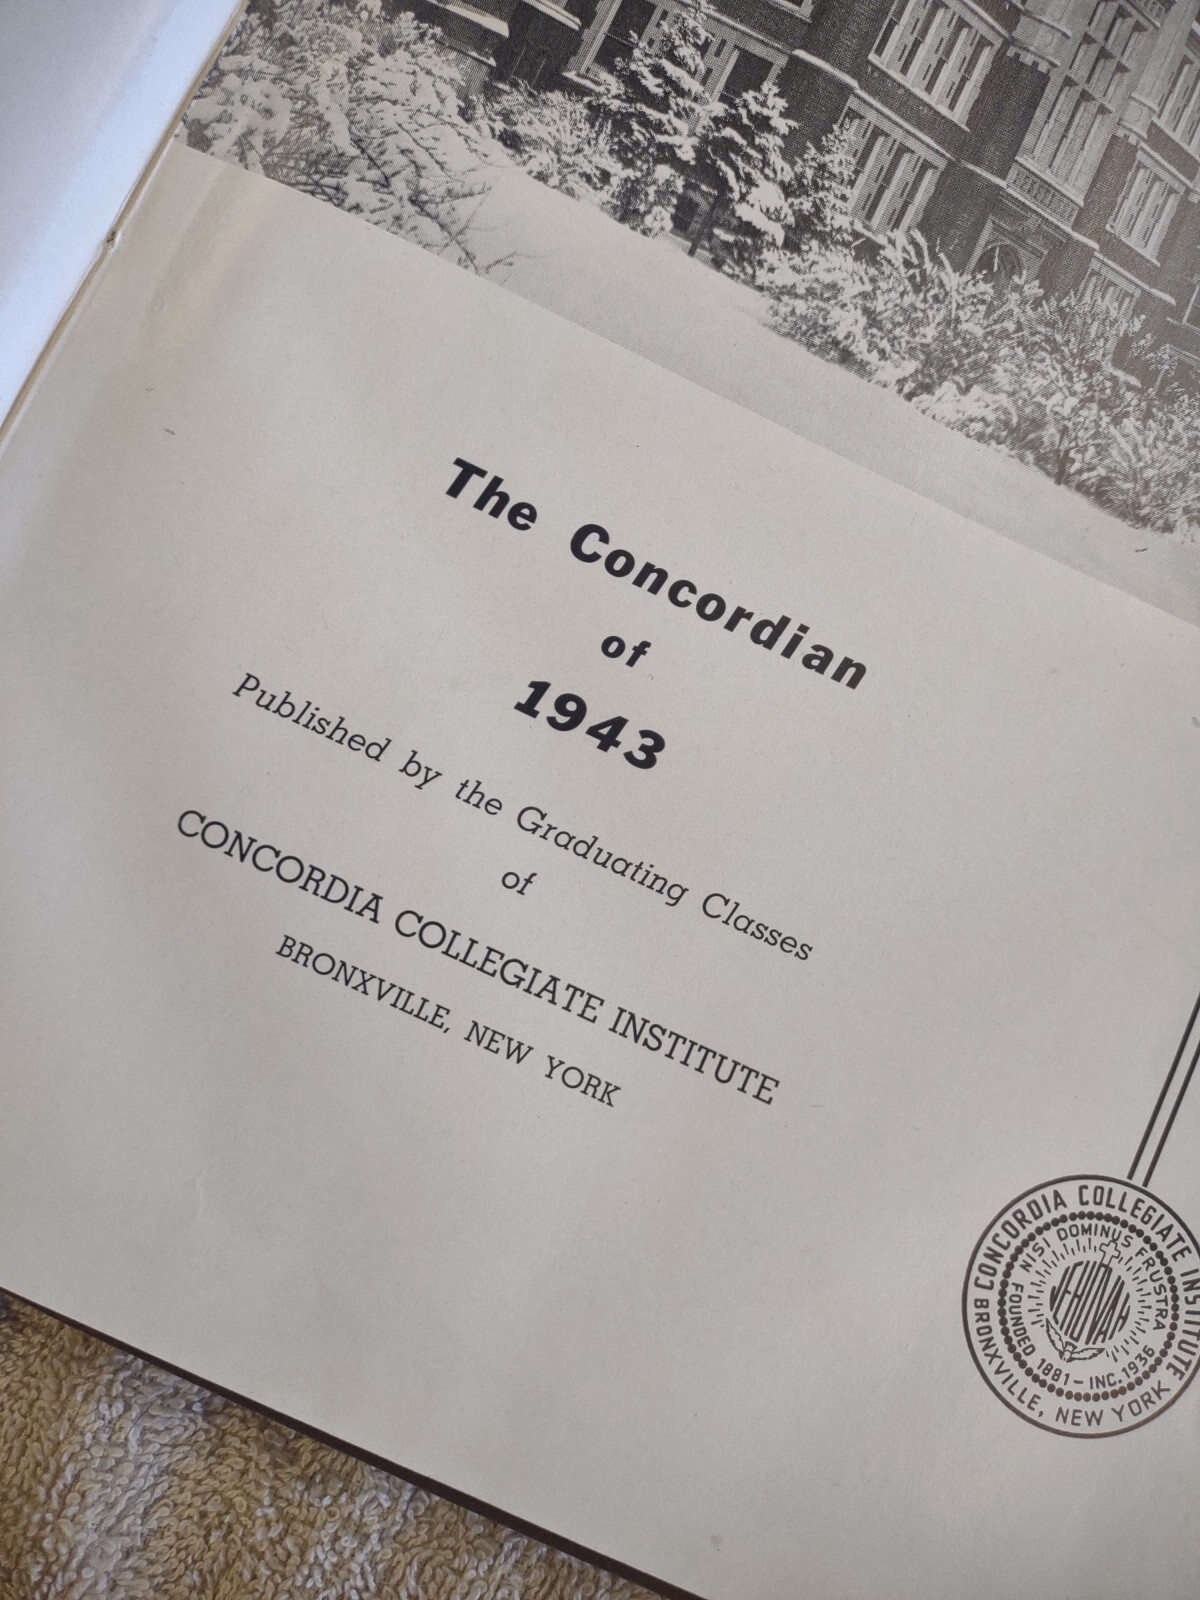 The Concordian
of
1943
Published by the Graduating Classes
of
CONCORDIA COLLEGIATE INSTITUTE
BRONXVILLE, NEW YORK
CONCORDIA COLLEGIATE INSTITUTE
BRONXVILLE, NEW YORK
NISI DOMINUS FRUSTRA
FOUNDED 1881 - INC. 1936
JEHOVAH